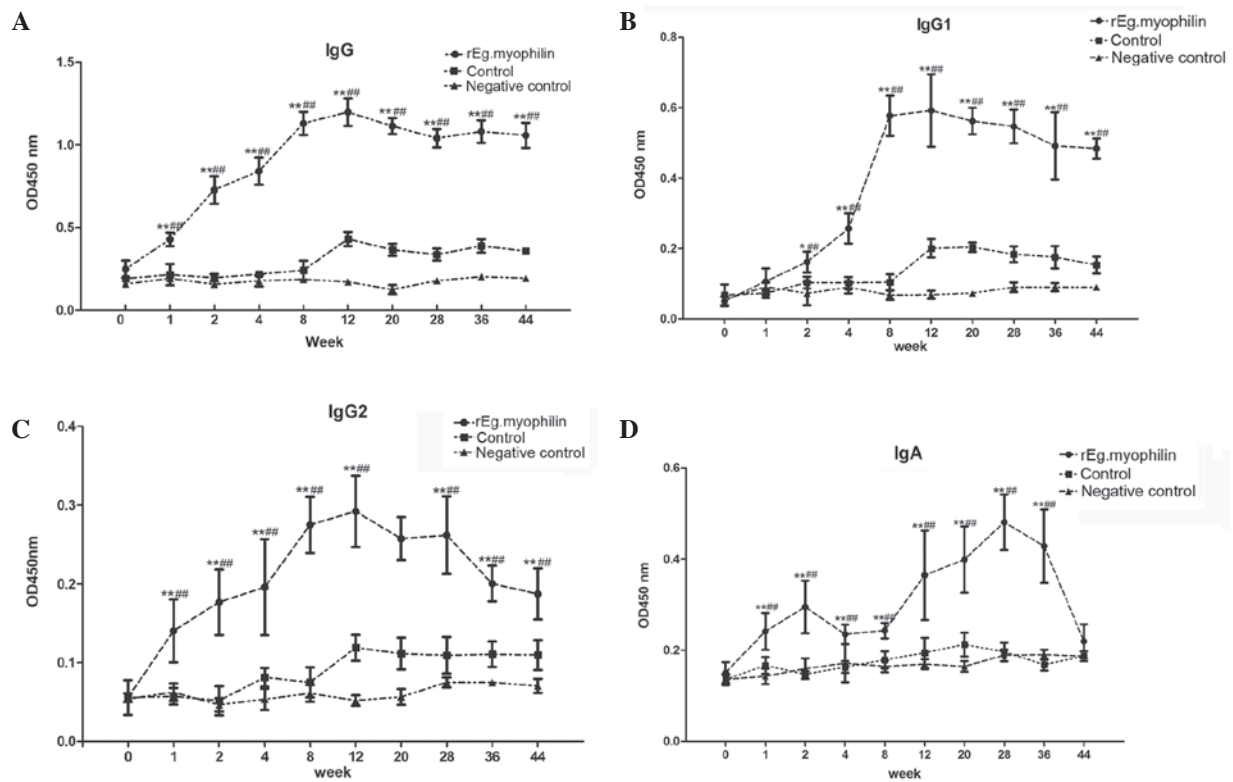 A
IgG
rEg.myophilin
Control
Negative control
1.5
1.0
0.5
0.0
OD450 nm
**## **## **## **## **## **## **## **## **##
0 1 2 4 8 12 20 28 36 44
Week
B
IgG1
rEg.myophilin
Control
Negative control
0.8
0.6
0.4
0.2
0.0
OD450 nm
* ## **## **## **## **## **## **## **##
0 1 2 4 8 12 20 28 36 44
week
C
IgG2
rEg.myophilin
Control
Negative control
0.4
0.3
0.2
0.1
0.0
OD450nm
**## **## **## **## **## **## **## **##
0 1 2 4 8 12 20 28 36 44
week
D
IgA
rEg.myophilin
Control
Negative control
0.6
0.4
0.2
0.0
OD450 nm
**## **## **## **## **## **## **## **##
0 1 2 4 8 12 20 28 36 44
week